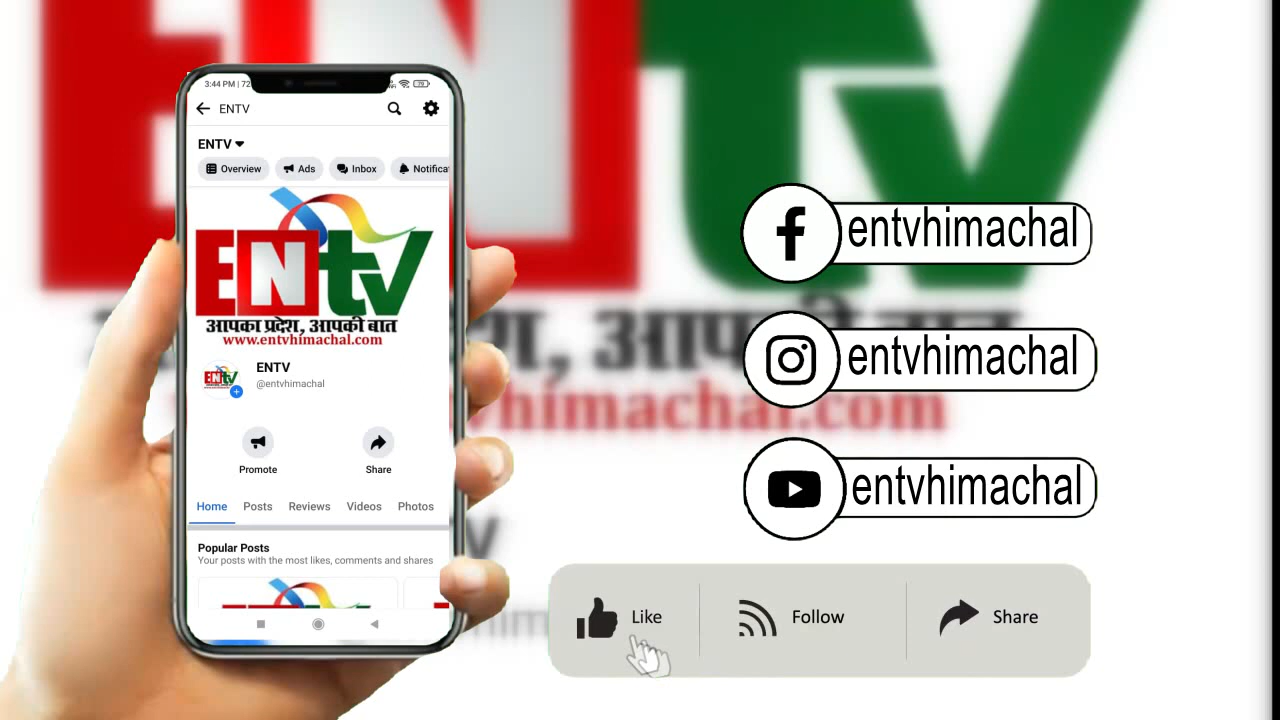 3:44 PM | 72
ENTV
ENTV
Overview
Ads
Inbox
Notifica
ENtv
आपका प्रदेश, आपकी बात
www.entvhimachal.com
ENTV
@entvhimachal
Promote
Share
Home
Posts
Reviews
Videos
Photos
Popular Posts
Your posts with the most likes, comments and shares
entvhimachal
entvhimachal
entvhimachal
Like
Follow
Share